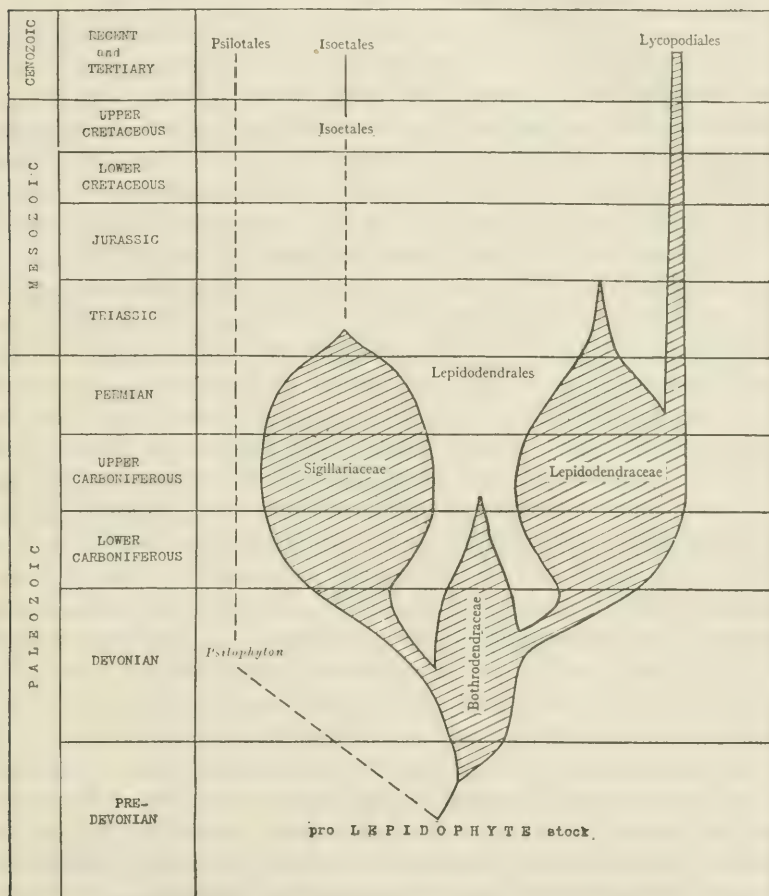 CENOZOIC
RECENT
and
TERTIARY
Psilotales
Isoetales
Lycopodiales
MESOZOIC
UPPER
CRETACEOUS
Isoetales
LOWER
CRETACEOUS
JURASSIC
TRIASSIC
PALEOZOIC
PERMIAN
Lepidodendrales
UPPER
CARBONIFEROUS
Sigillariaceae
Lepidodendraceae
LOWER
CARBONIFEROUS
DEVONIAN
Psilophyton
Bothrodendraceae
PRE-
DEVONIAN
pro LEPIDOPHYTE stock.